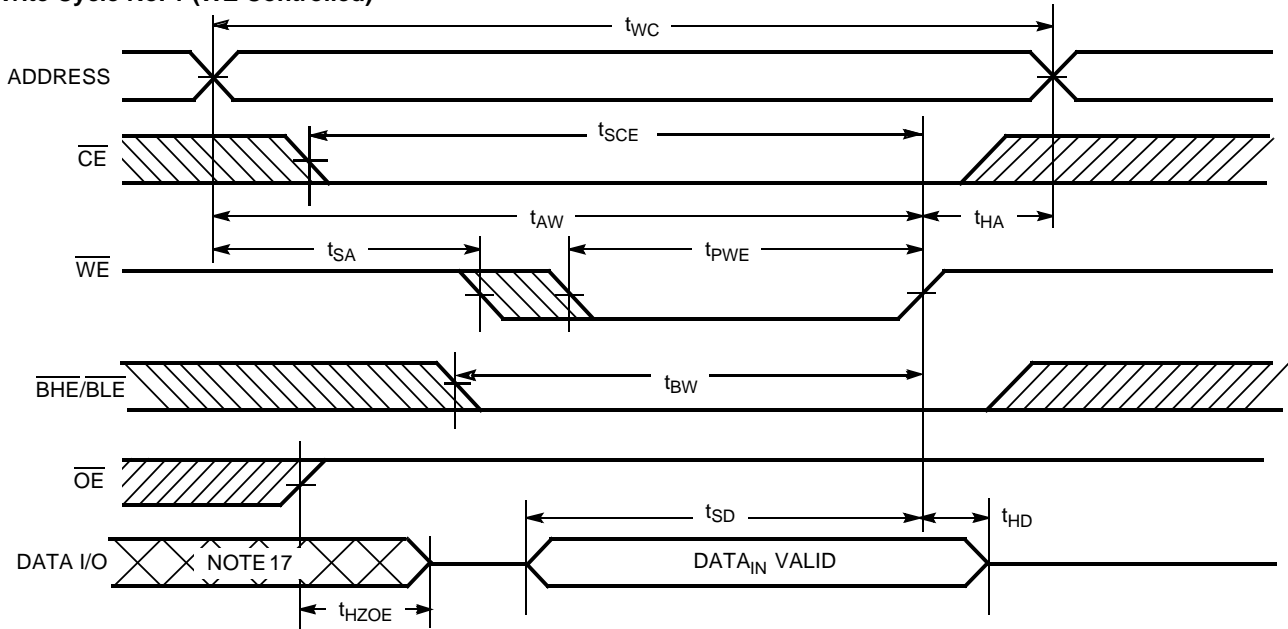 t_WC
ADDRESS
t_SCE
CE
t_AW
t_HA
t_SA
t_PWE
WE
BHE/BLE
t_BW
OE
t_SD
t_HD
DATA I/O
NOTE 17
DATA_IN VALID
t_HZOE